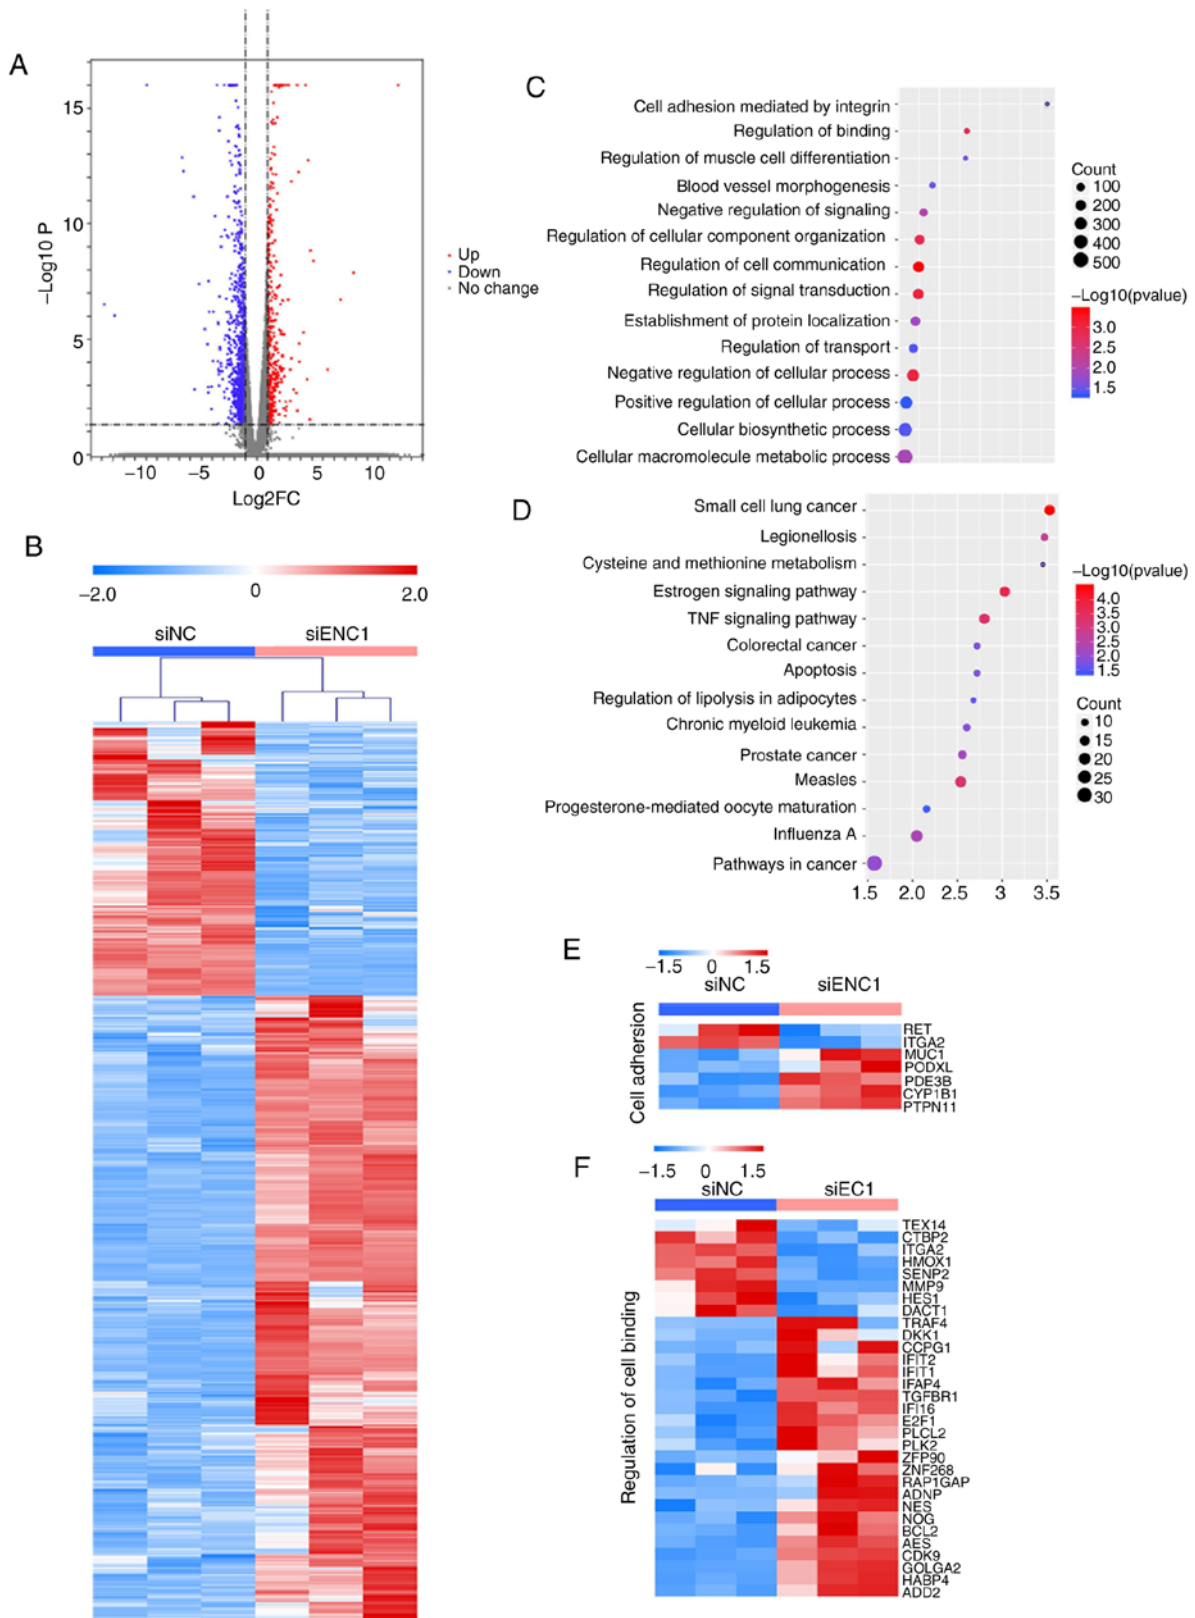 A
–Log10 P
15
10
5
0
–10
–5
0
5
10
Log2FC
Up
Down
No change
B
–2.0
0
2.0
siNC
siENC1
C
Cell adhesion mediated by integrin
Regulation of binding
Regulation of muscle cell differentiation
Blood vessel morphogenesis
Negative regulation of signaling
Regulation of cellular component organization
Regulation of cell communication
Regulation of signal transduction
Establishment of protein localization
Regulation of transport
Negative regulation of cellular process
Positive regulation of cellular process
Cellular biosynthetic process
Cellular macromolecule metabolic process
Count
100
200
300
400
500
–Log10(pvalue)
3.0
2.5
2.0
1.5
D
Small cell lung cancer
Legionellosis
Cysteine and methionine metabolism
Estrogen signaling pathway
TNF signaling pathway
Colorectal cancer
Apoptosis
Regulation of lipolysis in adipocytes
Chronic myeloid leukemia
Prostate cancer
Measles
Progesterone-mediated oocyte maturation
Influenza A
Pathways in cancer
1.5
2.0
2.5
3.0
3.5
–Log10(pvalue)
4.0
3.5
3.0
2.5
2.0
1.5
Count
10
15
20
25
30
E
–1.5
0
1.5
siNC
siENC1
Cell adhersion
RET
ITGA2
MUC1
PODXL
PDE3B
CYP1B1
PTPN11
F
–1.5
0
1.5
siNC
siEC1
Regulation of cell binding
TEX14
CTBP2
ITGA2
HMOX1
SENP2
MMP9
HES1
DACT1
TRAF4
DKK1
CCPG1
IFIT2
IFIT1
IFAP4
TGFBR1
IFI16
E2F1
PLCL2
PLK2
ZFP90
ZNF268
RAP1GAP
ADNP
NES
NOG
BCL2
AES
CDK9
GOLGA2
HABP4
ADD2